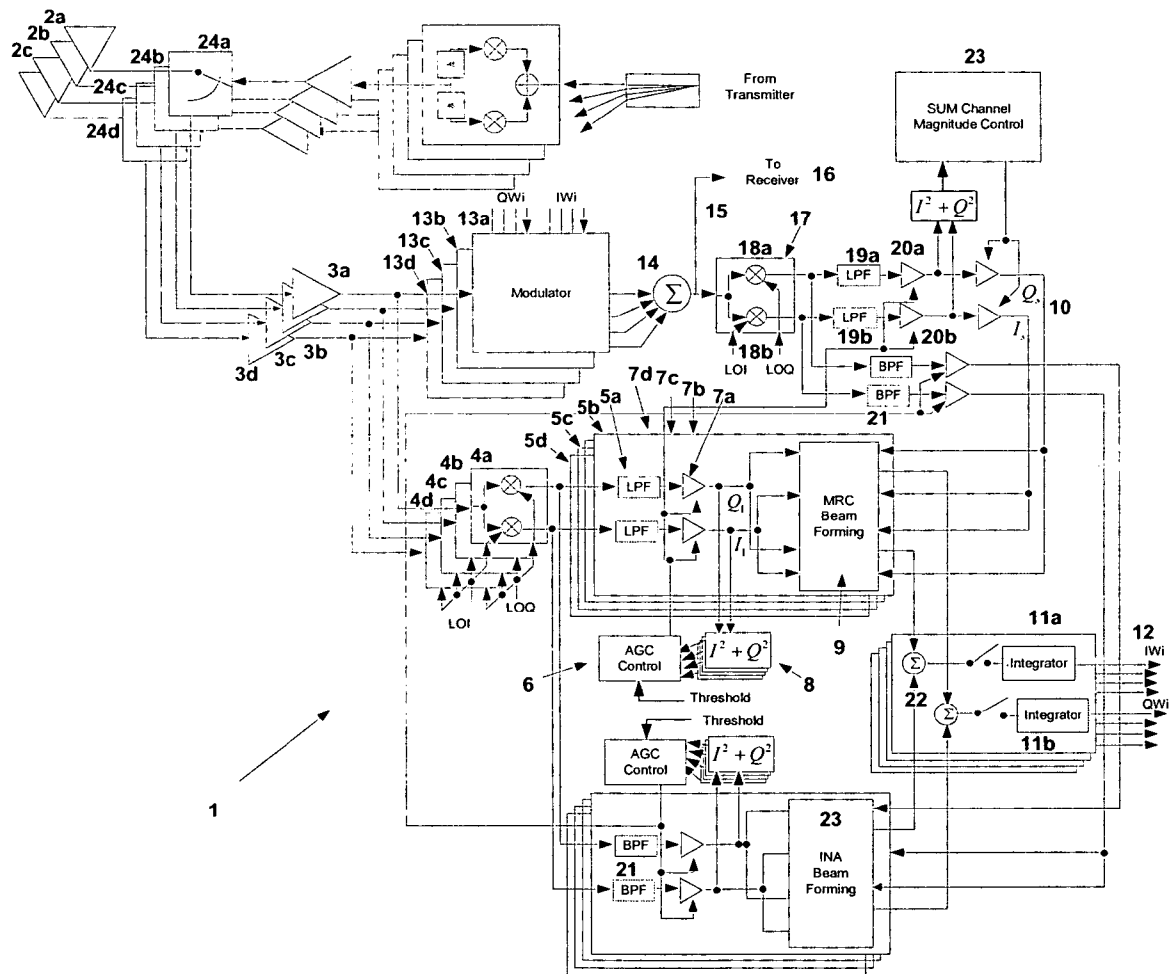 2a
2b
2c
24a
24b
24c
24d
From
Transmitter
23
SUM Channel
Magnitude Control
To
Receiver
16
I² + Q²
QWi
IWi
13a
13b
13c
13d
Modulator
14
Σ
15
17
18a
18b
LOI
LOQ
19a
LPF
20a
LPF
19b
20b
Qs
Is
10
BPF
BPF
21
3a
3b
3c
3d
7d
7c
7b
7a
5a
5b
5c
5d
4a
4b
4c
4d
LPF
LPF
Q₁
I₁
MRC
Beam
Forming
9
LOI
LOQ
6
AGC
Control
I² + Q²
8
Threshold
Threshold
AGC
Control
I² + Q²
11a
12
IWi
Σ
Integrator
22
Σ
Integrator
QWi
11b
1
BPF
21
BPF
23
INA
Beam
Forming